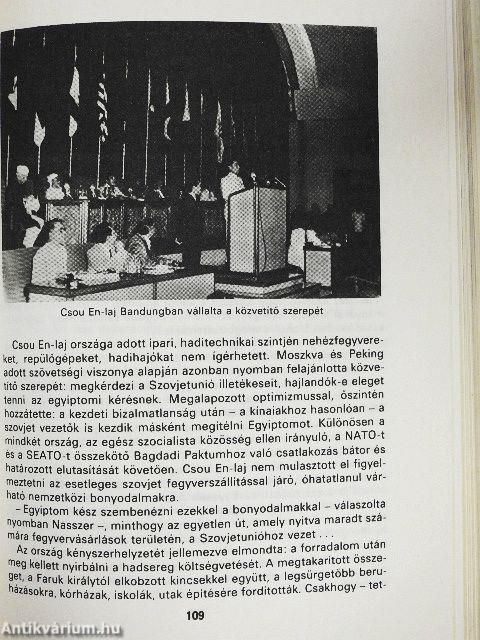 Csou En-laj Bandungban vállalta a közvetítő szerepét
Csou En-laj országa adott ipari, haditechnikai szintjén nehézfegyvere-
ket, repülőgépeket, hadihajókat nem ígérhetett. Moszkva és Peking
adott szövetségi viszonya alapján azonban nyomban felajánlotta közve-
títő szerepét: megkérdezi a Szovjetunió illetékeseit, hajlandók-e eleget
tenni az egyiptomi kérésnek. Megalapozott optimizmussal, őszintén
hozzátette: a kezdeti bizalmatlanság után – a kínaiakhoz hasonlóan – a
szovjet vezetők is kezdik másként megítélni Egyiptomot. Különösen a
mindkét ország, az egész szocialista közösség ellen irányuló, a NATO-t
és a SEATO-t összekötő Bagdadi Paktumhoz való csatlakozás bátor és
határozott elutasítását követően. Csou En-laj nem mulasztott el figyel-
meztetni az esetleges szovjet fegyverszállítással járó, óhatatlanul vár-
ható nemzetközi bonyodalmakra.
– Egyiptom kész szembenézni ezekkel a bonyodalmakkal – válaszolta
nyomban Nasszer –, minthogy az egyetlen út, amely nyitva maradt szá-
mára fegyvervásárlások területén, a Szovjetunióhoz vezet . . .
Az ország kényszerhelyzetét jellemezve elmondta: a forradalom után
meg kellett nyirbálni a hadsereg költségvetését. A megtakarított össze-
get, a Faruk királytól elkobzott kincsekkel együtt, a legsürgetőbb beru-
házásokra, kórházak, iskolák, utak építésére fordították. Csakhogy – tet-
109
Antikvárium.hu